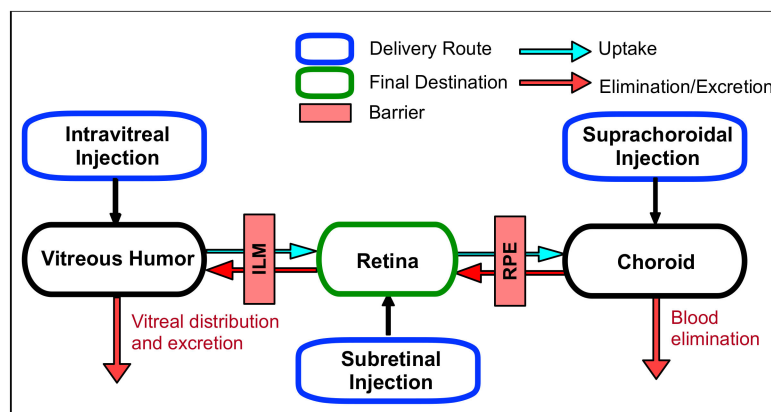 Delivery Route
Uptake
Final Destination
Elimination/Excretion
Barrier
Intravitreal
Injection
Suprachoroidal
Injection
Vitreous Humor
ILM
Retina
RPE
Choroid
Vitreal distribution
and excretion
Blood
elimination
Subretinal
Injection